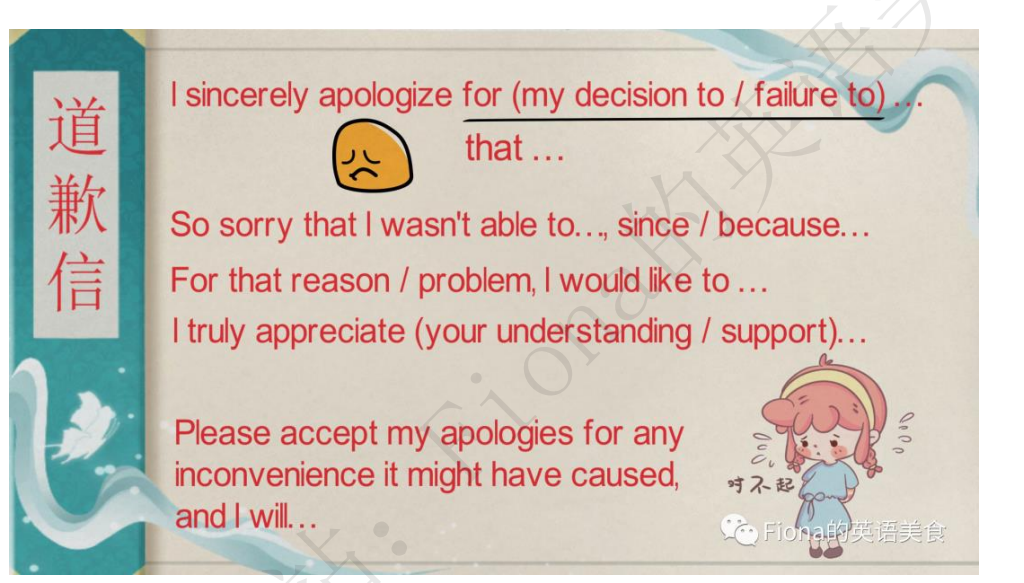 道歉信
I sincerely apologize for (my decision to / failure to) …
that …
So sorry that I wasn't able to…, since / because…
For that reason / problem, I would like to …
I truly appreciate (your understanding / support)…
Please accept my apologies for any
inconvenience it might have caused,
and I will…
对不起
Fiona的英语美食
Fiona的英语美